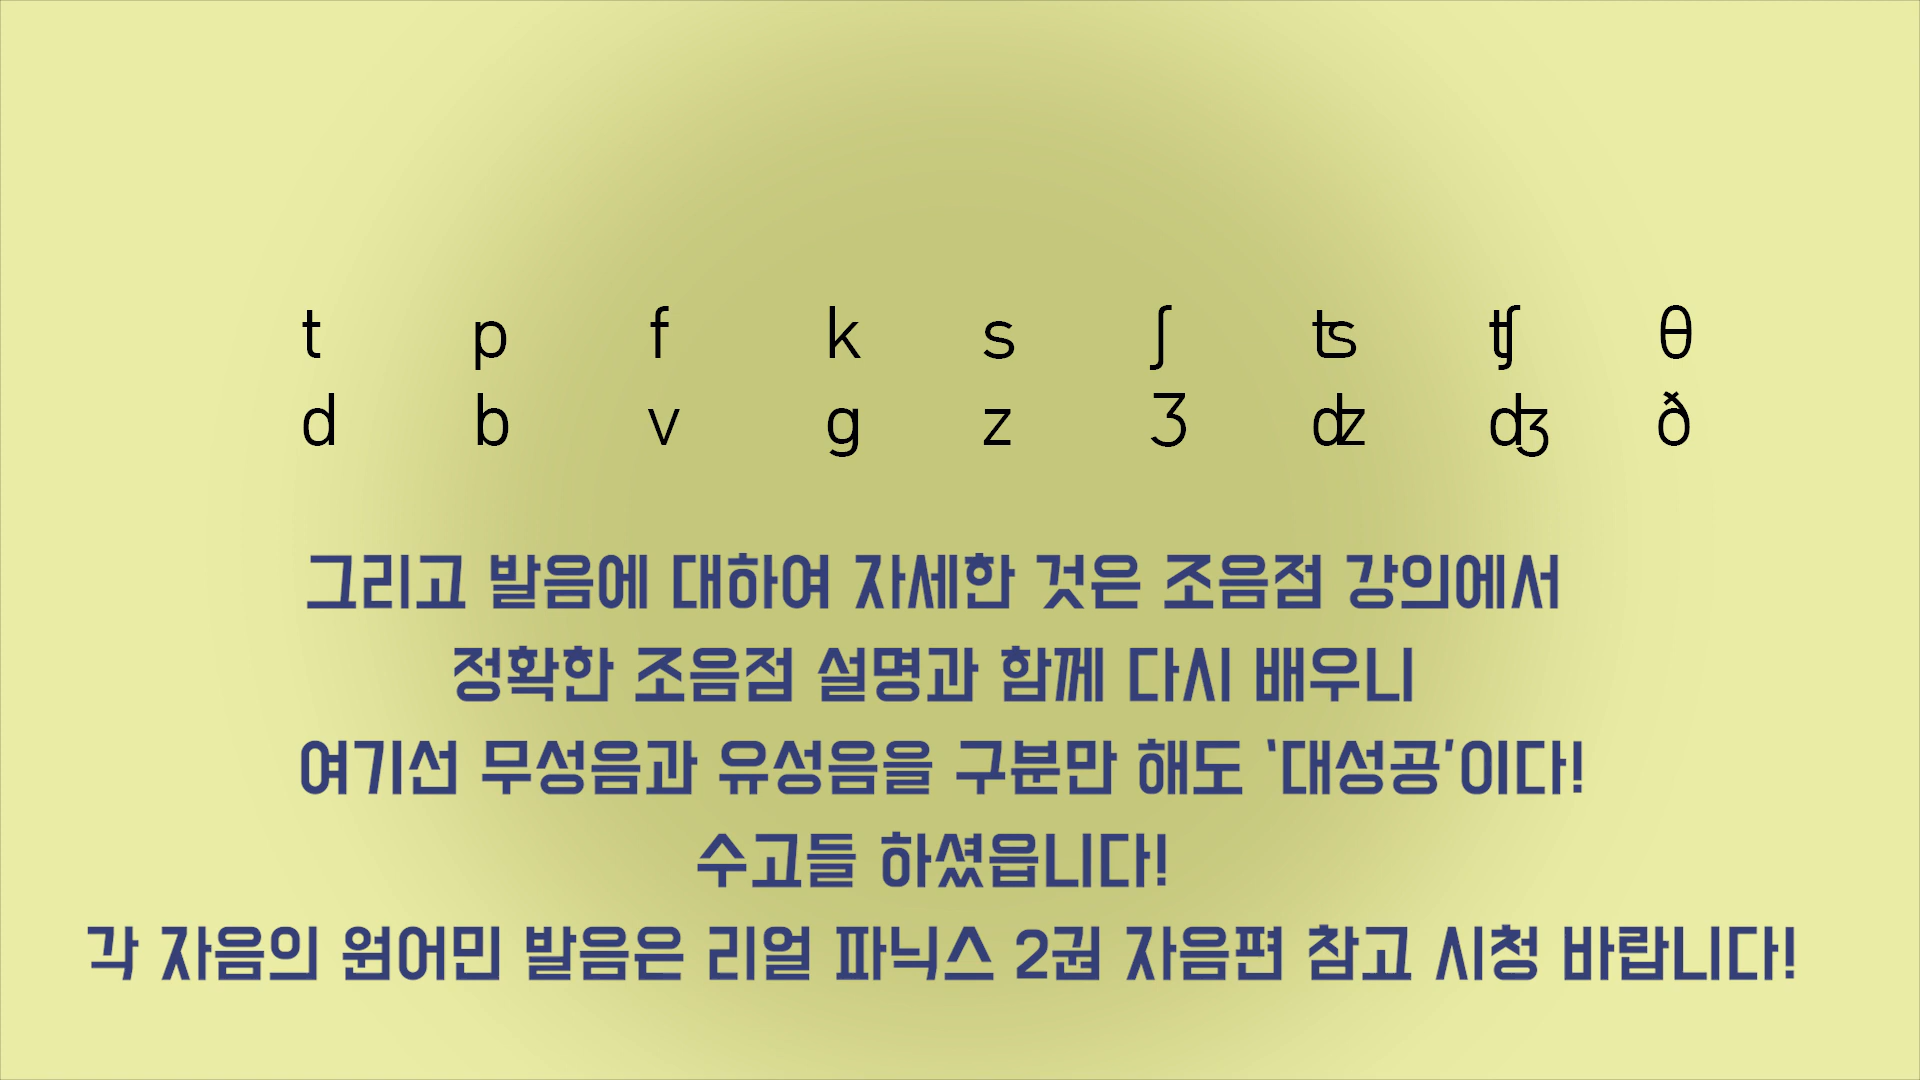 t p f k s ʃ ʦ ʧ θ
d b v g z Ʒ ʣ ʤ ð
그리고 발음에 대하여 자세한 것은 조음점 강의에서
정확한 조음점 설명과 함께 다시 배우니
여기선 무성음과 유성음을 구분만 해도 ‘대성공’이다!
수고들 하셨읍니다!
각 자음의 원어민 발음은 리얼 파닉스 2권 자음편 참고 시청 바랍니다!